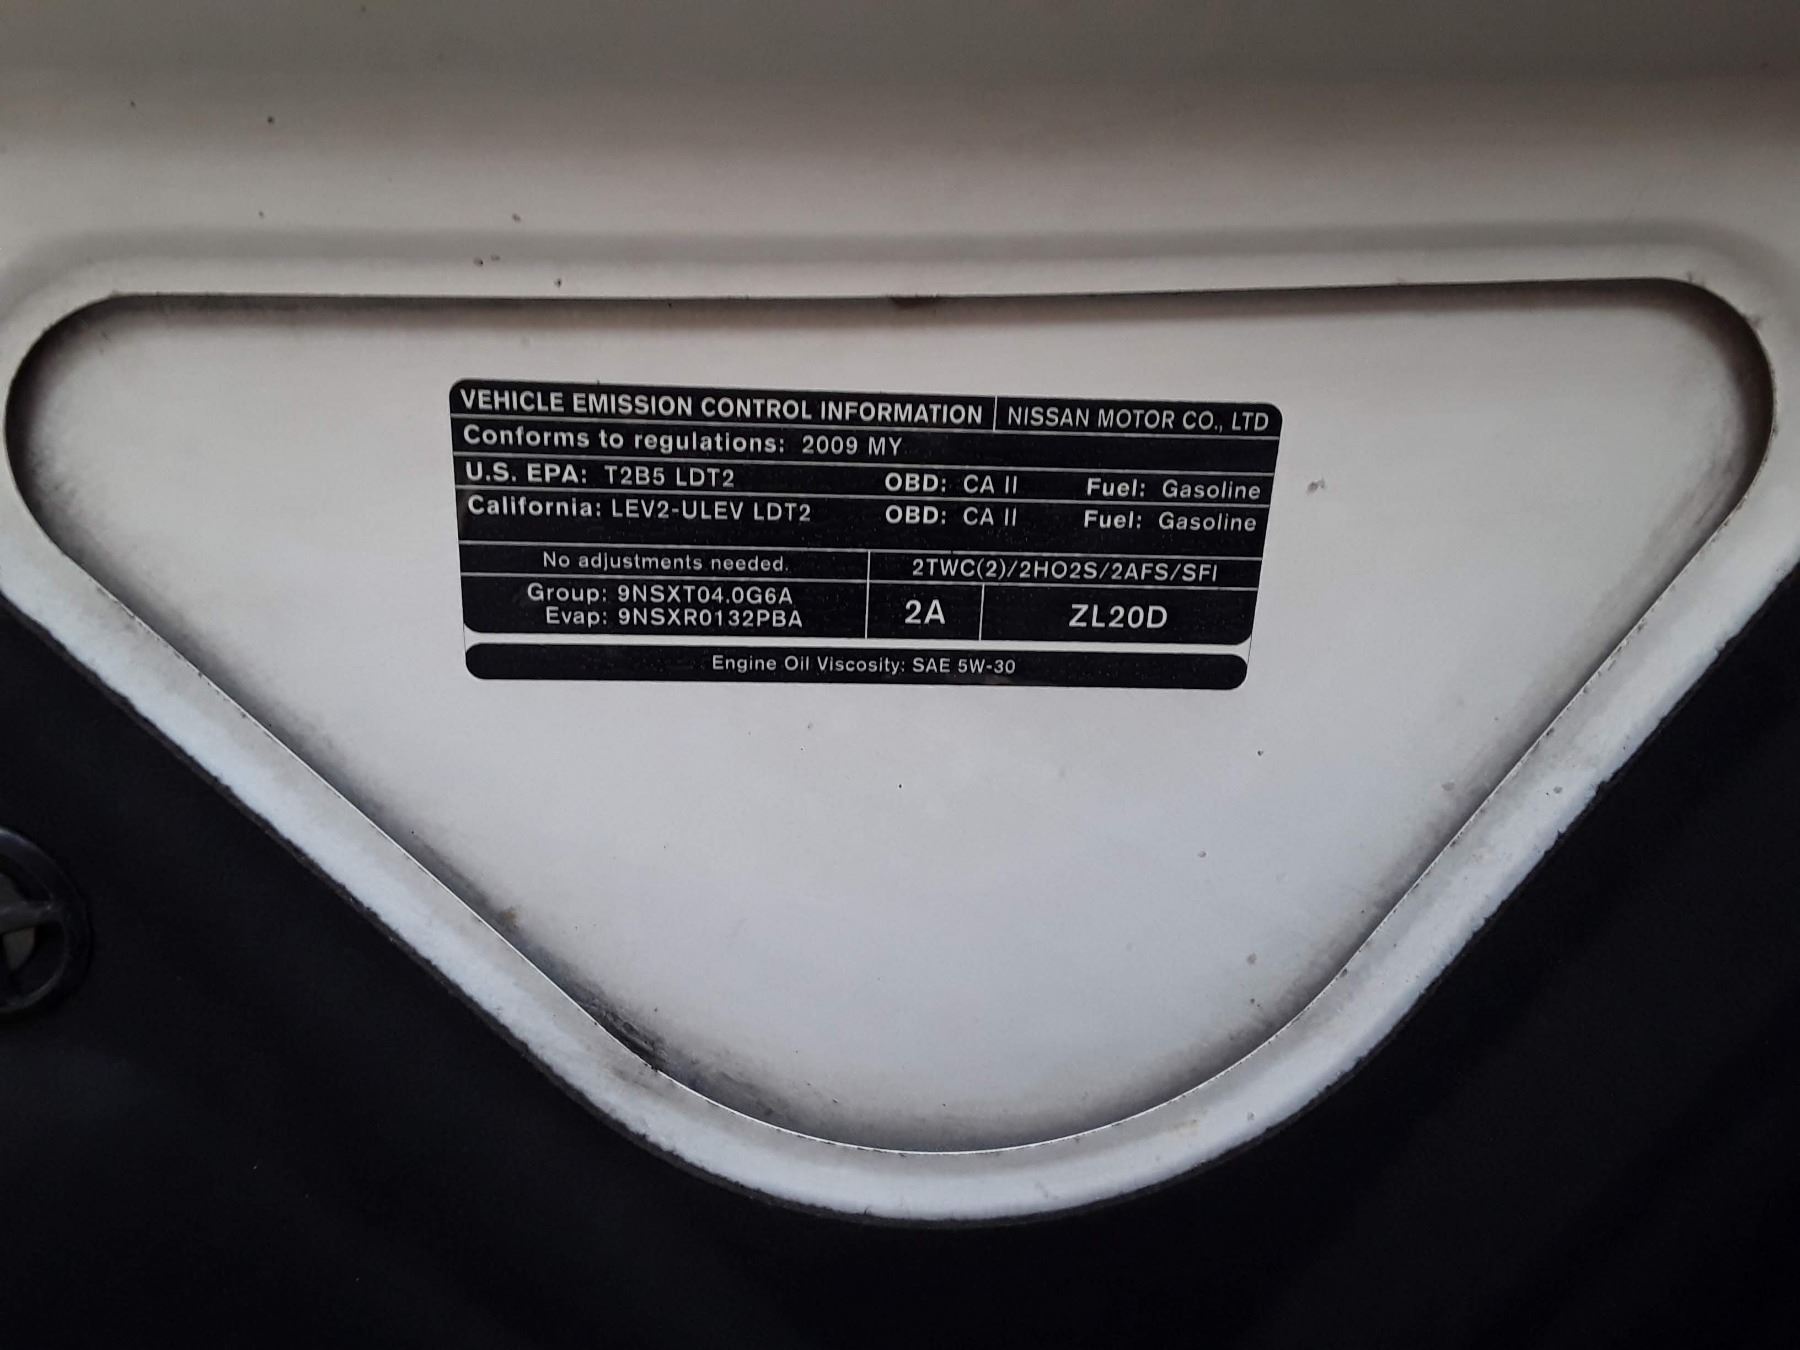 VEHICLE EMISSION CONTROL INFORMATION NISSAN MOTOR CO., LTD
Conforms to regulations: 2009 MY
U.S. EPA: T2B5 LDT2 OBD: CA II Fuel: Gasoline
California: LEV2-ULEV LDT2 OBD: CA II Fuel: Gasoline
No adjustments needed. 2TWC(2)/2HO2S/2AFS/SFI
Group: 9NSXT04.0G6A
Evap: 9NSXR0132PBA
2A ZL20D
Engine Oil Viscosity: SAE 5W-30